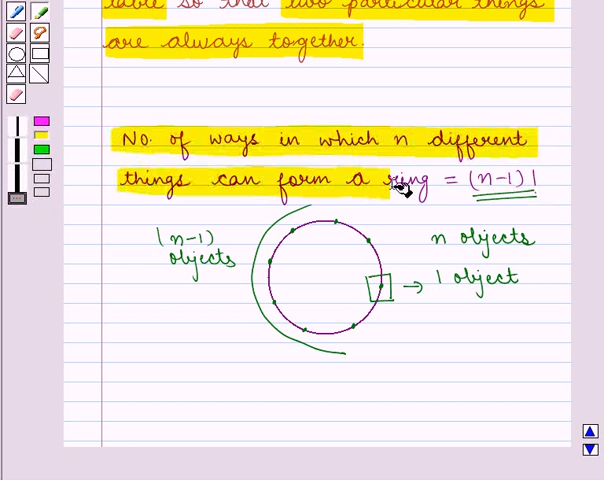 table so that two particular things
are always together.
No. of ways in which n different
things can form a ring = (n-1)!
(n-1)
objects
n objects
→ 1 object